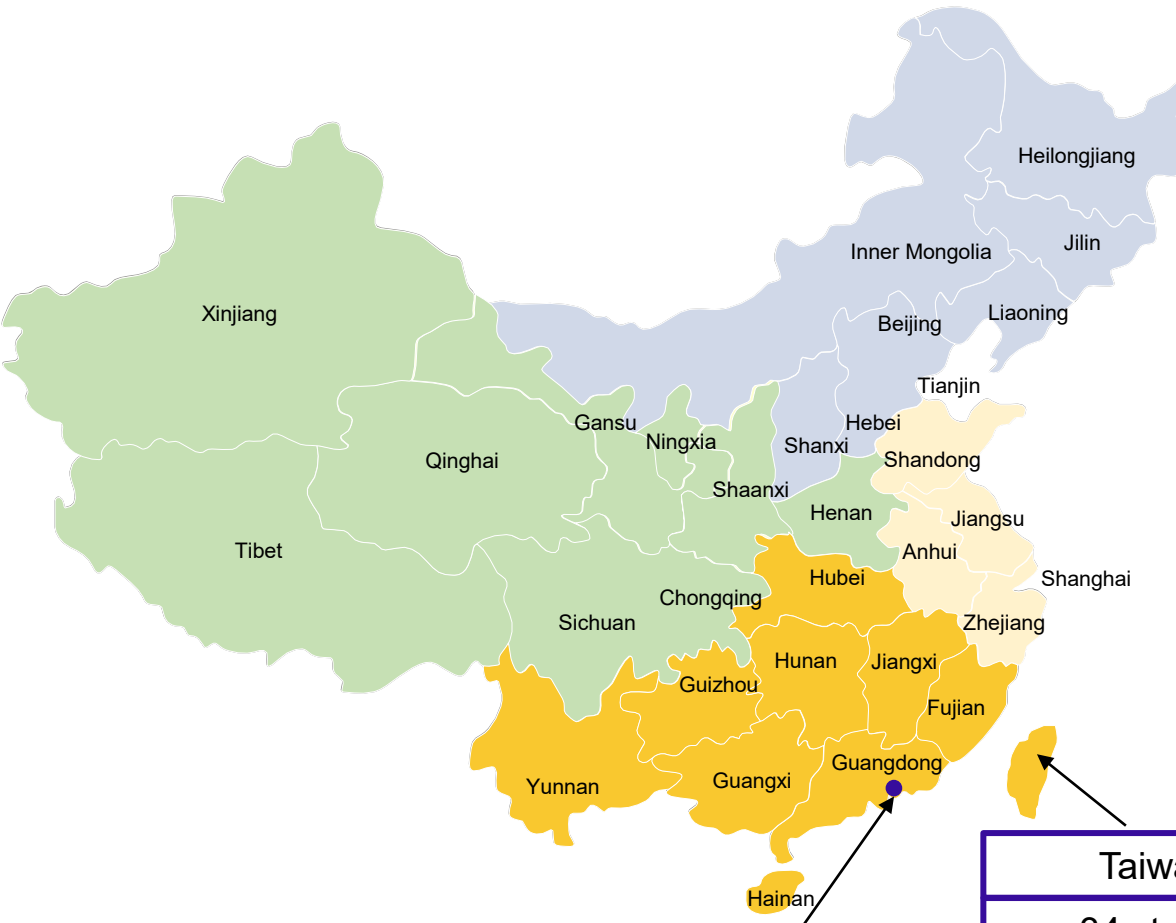 Heilongjiang
Jilin
Inner Mongolia
Xinjiang
Liaoning
Beijing
Tianjin
Gansu
Hebei
Ningxia
Shanxi
Qinghai
Shandong
Shaanxi
Henan
Jiangsu
Tibet
Anhui
Hubei
Shanghai
Chongqing
Sichuan
Zhejiang
Hunan
Jiangxi
Guizhou
Fujian
Guangdong
Guangxi
Yunnan
Taiwa
Hainan